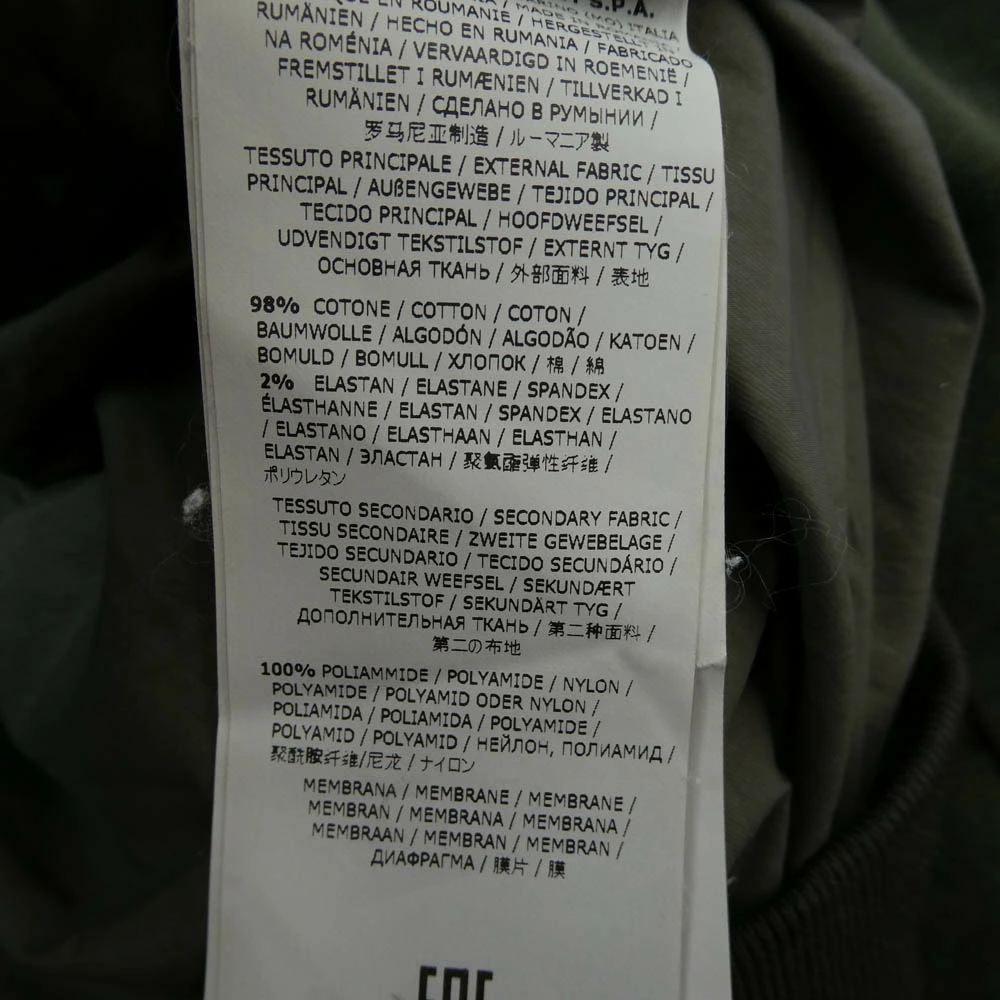 S.P.A.
EN ROUMANIE / MADE IN ITALIA
RUMÄNIEN / HECHO EN RUMANIA / FABRICADO
NA ROMÉNIA / VERVAARDIGD IN ROEMENIË /
FREMSTILLET I RUMÆNIEN / TILLVERKAD I
RUMÄNIEN / СДЕЛАНО В РУМЫНИИ /
罗马尼亚制造 / ルーマニア製
TESSUTO PRINCIPALE / EXTERNAL FABRIC / TISSU
PRINCIPAL / AUßENGEWEBE / TEJIDO PRINCIPAL /
TECIDO PRINCIPAL / HOOFDWEEFSEL /
UDVENDIGT TEKSTILSTOF / EXTERNT TYG /
ОСНОВНАЯ ТКАНЬ / 外部面料 / 表地
98% COTONE / COTTON / COTON /
BAUMWOLLE / ALGODÓN / ALGODÃO / KATOEN /
BOMULD / BOMULL / ХЛОПОК / 棉 / 綿
2% ELASTAN / ELASTANE / SPANDEX /
ÉLASTHANNE / ELASTAN / SPANDEX / ELASTANO
/ ELASTANO / ELASTHAAN / ELASTHAN /
ELASTAN / ЭЛАСТАН / 聚氨酯弹性纤维 /
ポリウレタン
TESSUTO SECONDARIO / SECONDARY FABRIC /
TISSU SECONDAIRE / ZWEITE GEWEBELAGE /
TEJIDO SECUNDARIO / TECIDO SECUNDÁRIO /
SECUNDAIR WEEFSEL / SEKUNDÆRT
TEKSTILSTOF / SEKUNDÄRT TYG /
ДОПОЛНИТЕЛЬНАЯ ТКАНЬ / 第二种面料 /
第二の布地
100% POLIAMMIDE / POLYAMIDE / NYLON /
POLYAMIDE / POLYAMID ODER NYLON /
POLIAMIDA / POLIAMIDA / POLYAMIDE /
POLYAMID / POLYAMID / НЕЙЛОН, ПОЛИАМИД /
聚酰胺纤维/尼龙 / ナイロン
MEMBRANA / MEMBRANE / MEMBRANE /
MEMBRAN / MEMBRANA / MEMBRANA /
MEMBRAAN / MEMBRAN / MEMBRAN /
ДИАФРАГМА / 膜片 / 膜